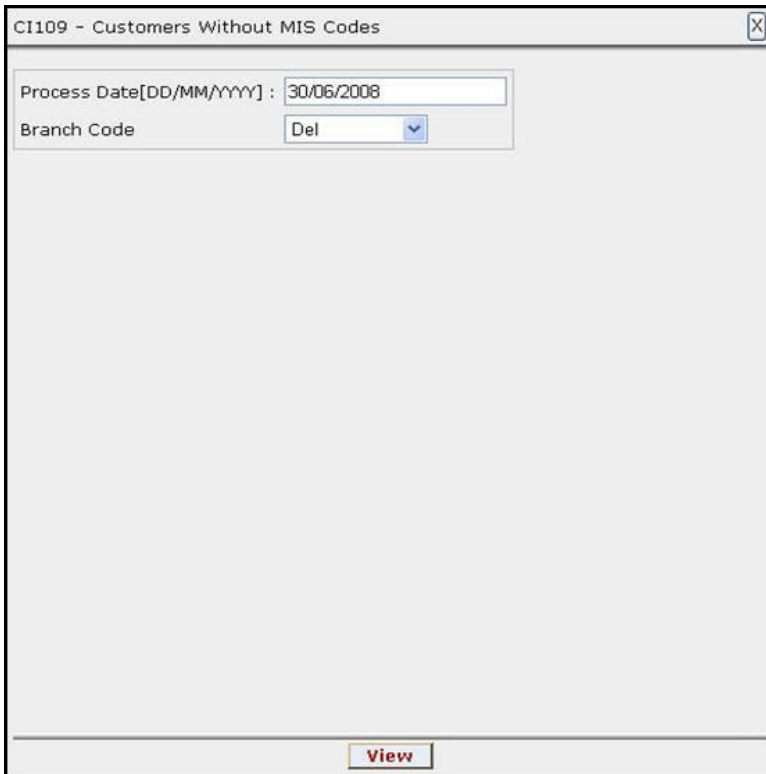 CI109 - Customers Without MIS Codes X
Process Date[DD/MM/YYYY] : 30/06/2008
Branch Code Del
View